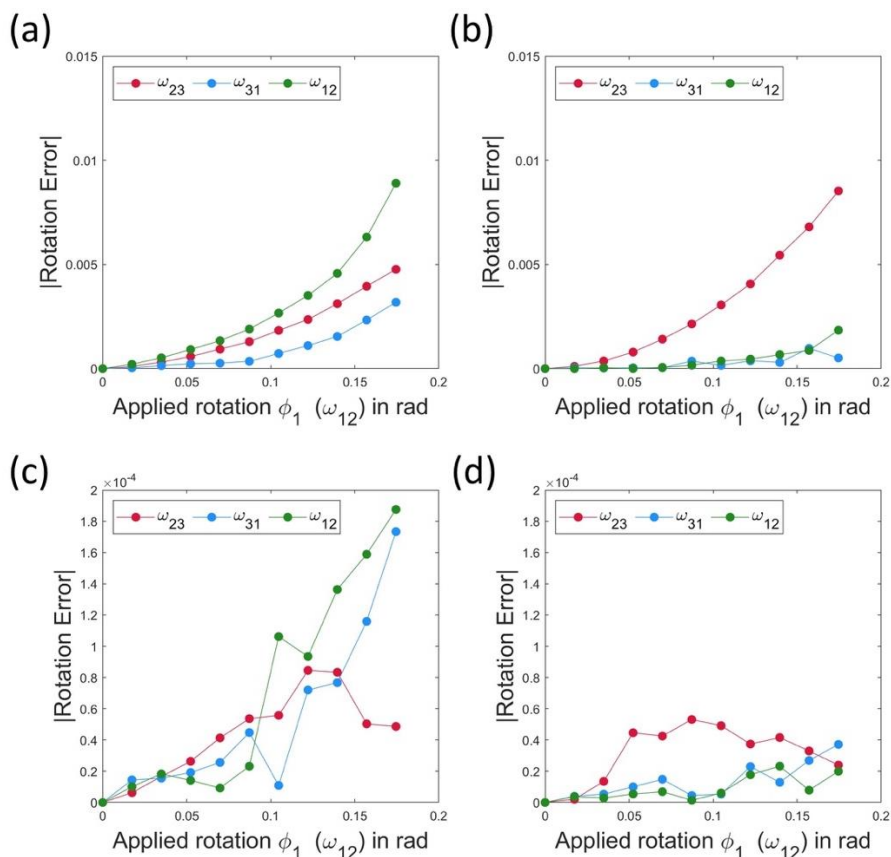 (a)
(b)
0.015
0.01
0.005
0
|Rotation Error|
ω23 ω31 ω12
0 0.05 0.1 0.15 0.2
Applied rotation ϕ1 (ω12) in rad
0.015
0.01
0.005
0
|Rotation Error|
ω23 ω31 ω12
0 0.05 0.1 0.15 0.2
Applied rotation ϕ1 (ω12) in rad
(c)
(d)
×10-4
2
1.8
1.6
1.4
1.2
1
0.8
0.6
0.4
0.2
0
|Rotation Error|
ω23 ω31 ω12
0 0.05 0.1 0.15 0.2
Applied rotation ϕ1 (ω12) in rad
×10-4
2
1.8
1.6
1.4
1.2
1
0.8
0.6
0.4
0.2
0
|Rotation Error|
ω23 ω31 ω12
0 0.05 0.1 0.15 0.2
Applied rotation ϕ1 (ω12) in rad